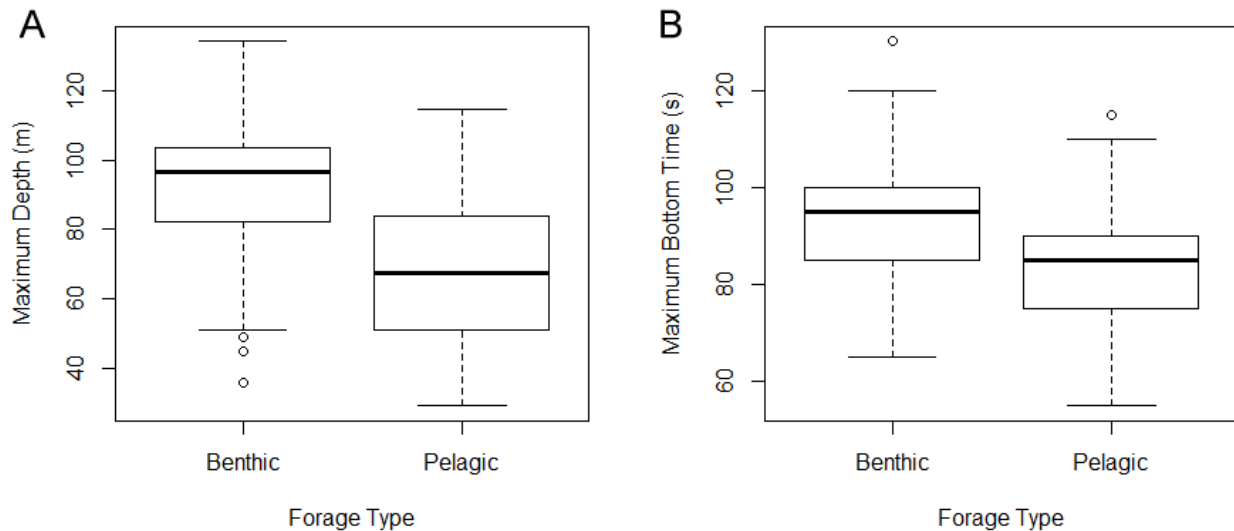 A
Maximum Depth (m)
120
100
80
60
40
Benthic
Pelagic
Forage Type
B
Maximum Bottom Time (s)
120
100
80
60
Benthic
Pelagic
Forage Type